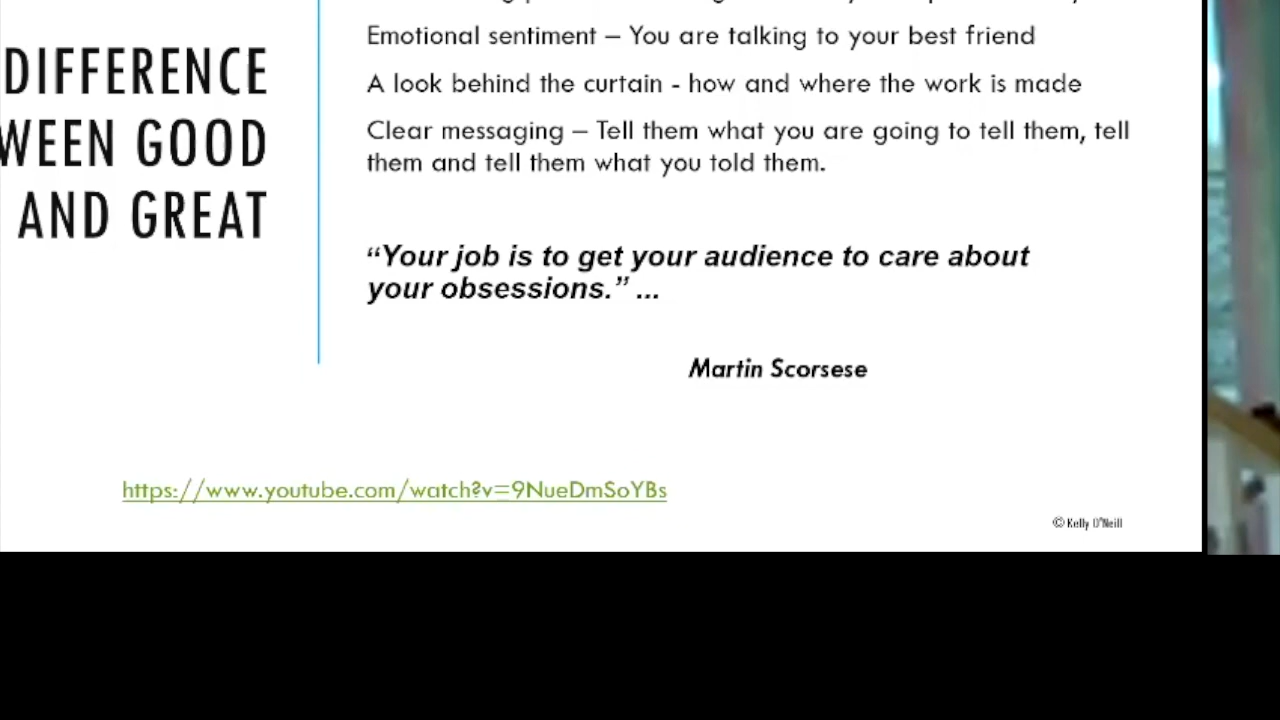 DIFFERENCE
WEEN GOOD
AND GREAT
Emotional sentiment – You are talking to your best friend
A look behind the curtain - how and where the work is made
Clear messaging – Tell them what you are going to tell them, tell
them and tell them what you told them.
“Your job is to get your audience to care about
your obsessions.” ...
Martin Scorsese
https://www.youtube.com/watch?v=9NueDmSoYBs
© Kelly O'Neill